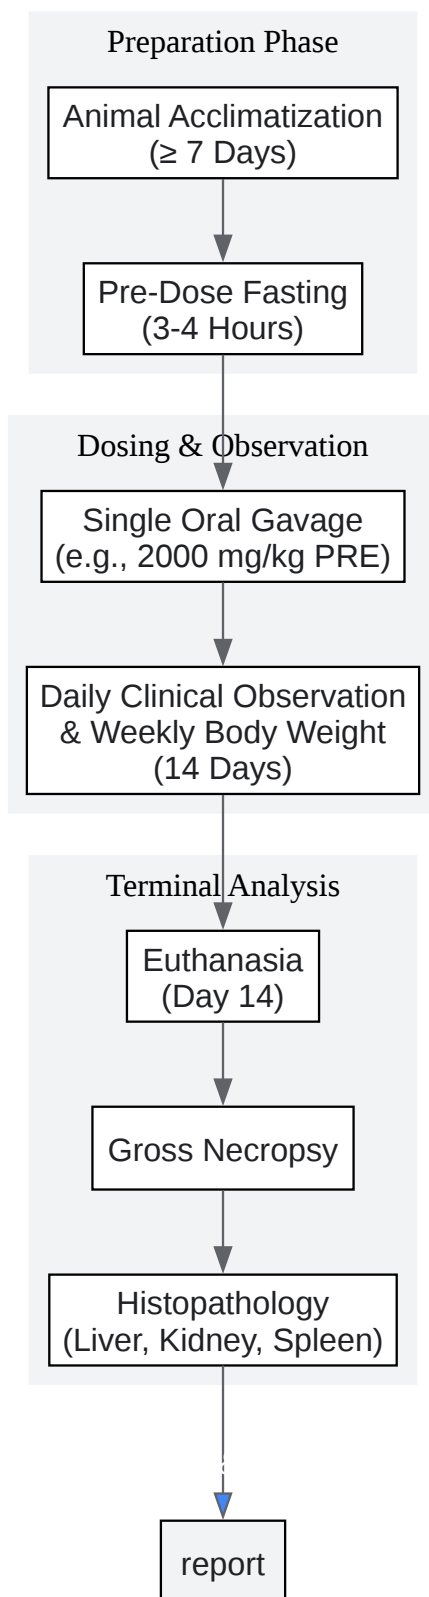 Preparation Phase
Animal Acclimatization
(≥ 7 Days)
Pre-Dose Fasting
(3-4 Hours)
Dosing & Observation
Single Oral Gavage
(e.g., 2000 mg/kg PRE)
Daily Clinical Observation
& Weekly Body Weight
(14 Days)
Terminal Analysis
Euthanasia
(Day 14)
Gross Necropsy
Histopathology
(Liver, Kidney, Spleen)
report